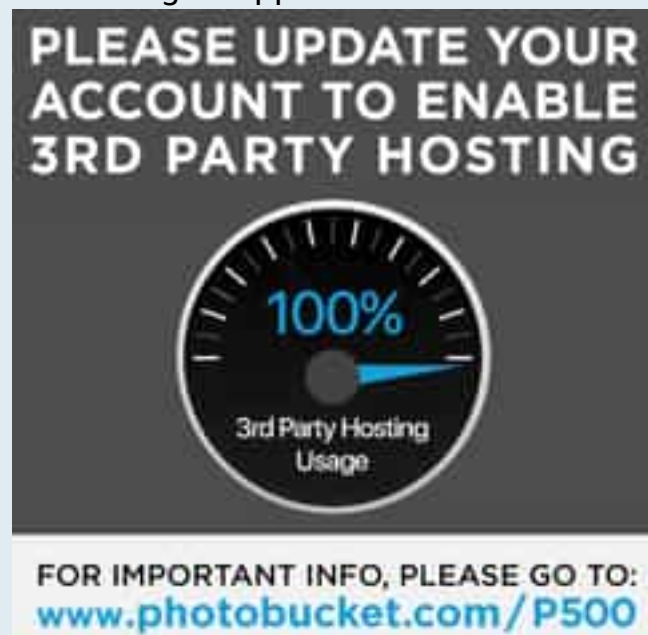 PLEASE UPDATE YOUR
ACCOUNT TO ENABLE
3RD PARTY HOSTING
100%
3rd Party Hosting
Usage
FOR IMPORTANT INFO, PLEASE GO TO:
www.photobucket.com/P500